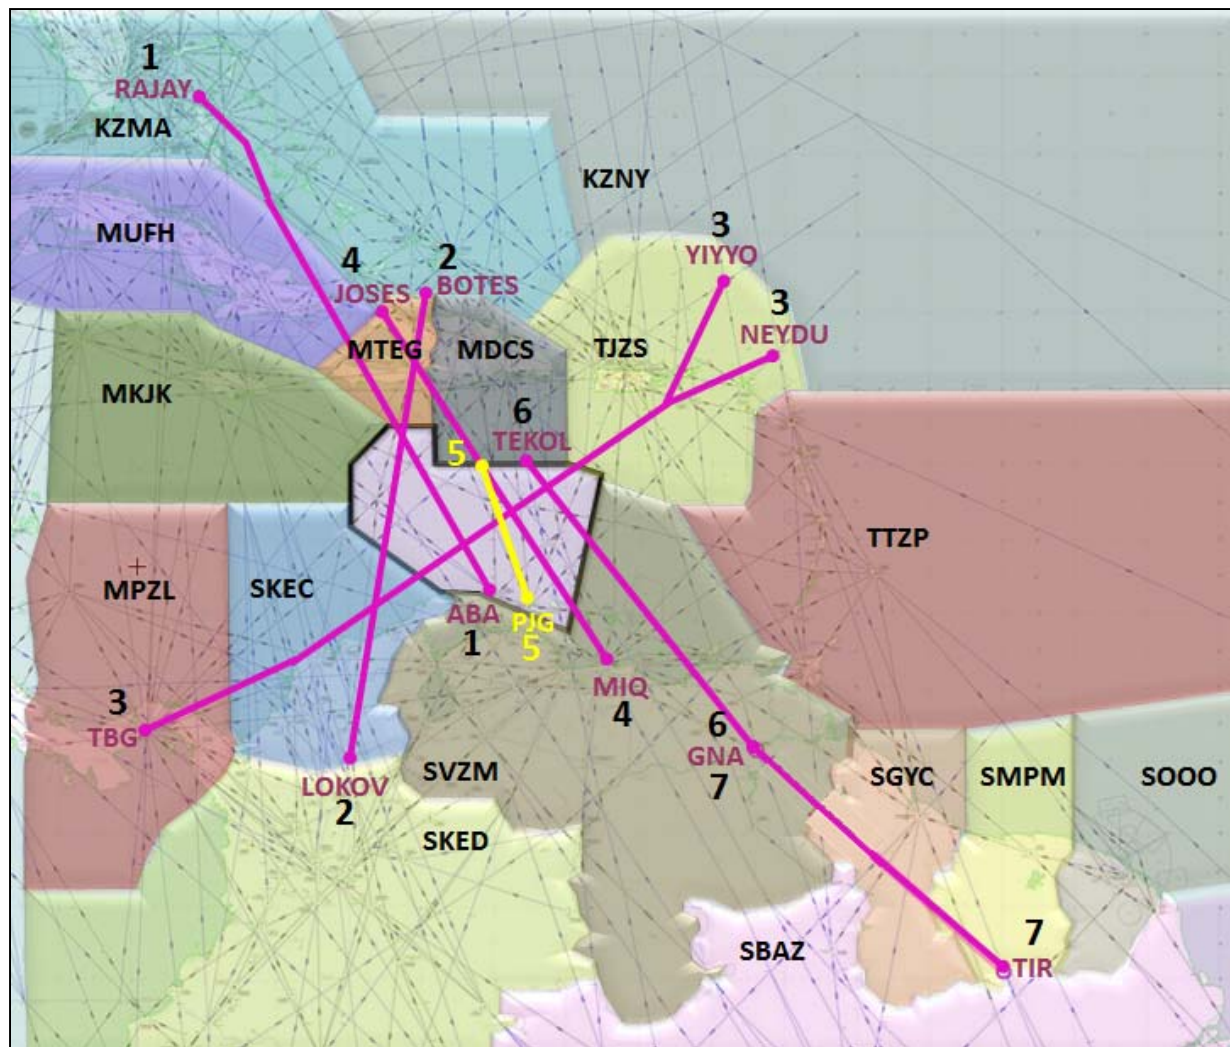 1
RAJAY
KZMA
KZNY
MUFH
3
YIYYO
4
2
JOSES
BOTES
3
NEYDU
MTEG
MDCS
TJZS
MKJK
6
5
TEKOL
TTZP
MPZL
SKEC
ABA
PJG
1
5
MIQ
4
3
TBG
6
GNA
7
LOKOV
2
SVZM
SGYC
SMPM
SOOO
SKED
SBAZ
7
TIR